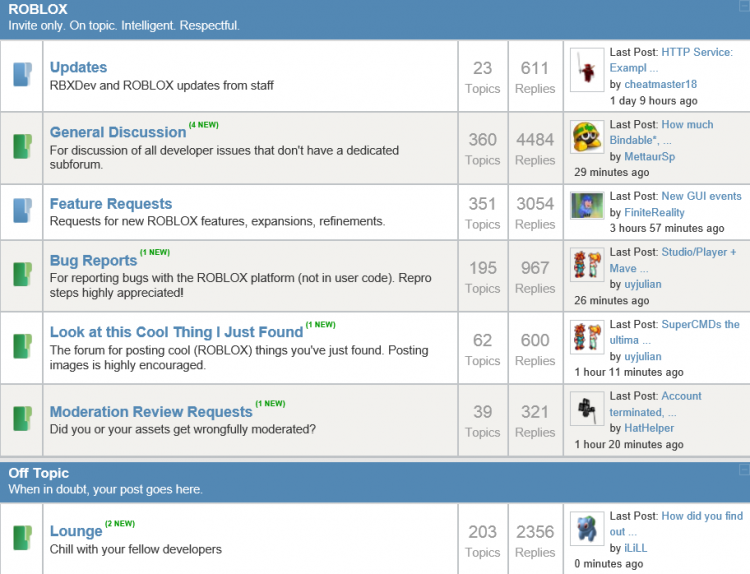 ROBLOX
Invite only. On topic. Intelligent. Respectful.
Updates
RBXDev and ROBLOX updates from staff
23
Topics
611
Replies
Last Post: HTTP Service:
Exampl ...
by cheatmaster18
1 day 9 hours ago
General Discussion (4 NEW)
For discussion of all developer issues that don't have a dedicated
subforum.
360
Topics
4484
Replies
Last Post: How much
Bindable*, ...
by MettaurSp
29 minutes ago
Feature Requests
Requests for new ROBLOX features, expansions, refinements.
351
Topics
3054
Replies
Last Post: New GUI events
by FiniteReality
3 hours 57 minutes ago
Bug Reports (1 NEW)
For reporting bugs with the ROBLOX platform (not in user code). Repro
steps highly appreciated!
195
Topics
967
Replies
Last Post: Studio/Player +
Mave ...
by uyjulian
26 minutes ago
Look at this Cool Thing I Just Found (1 NEW)
The forum for posting cool (ROBLOX) things you've just found. Posting
images is highly encouraged.
62
Topics
600
Replies
Last Post: SuperCMDs the
ultima ...
by uyjulian
1 hour 11 minutes ago
Moderation Review Requests (1 NEW)
Did you or your assets get wrongfully moderated?
39
Topics
321
Replies
Last Post: Account
terminated, ...
by HatHelper
1 hour 20 minutes ago
Off Topic
When in doubt, your post goes here.
Lounge (2 NEW)
Chill with your fellow developers
203
Topics
2356
Replies
Last Post: How did you find
out ...
by iLiLL
0 minutes ago